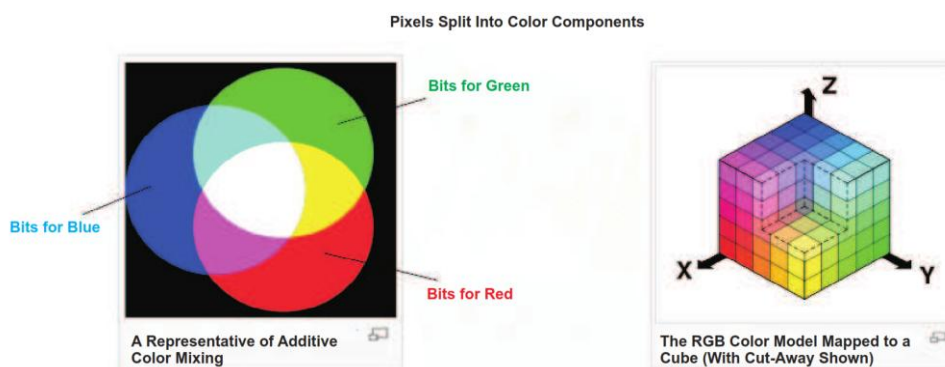 Pixels Split Into Color Components
Bits for Green
Bits for Blue
Bits for Red
A Representative of Additive
Color Mixing
Z
X
Y
The RGB Color Model Mapped to a
Cube (With Cut-Away Shown)